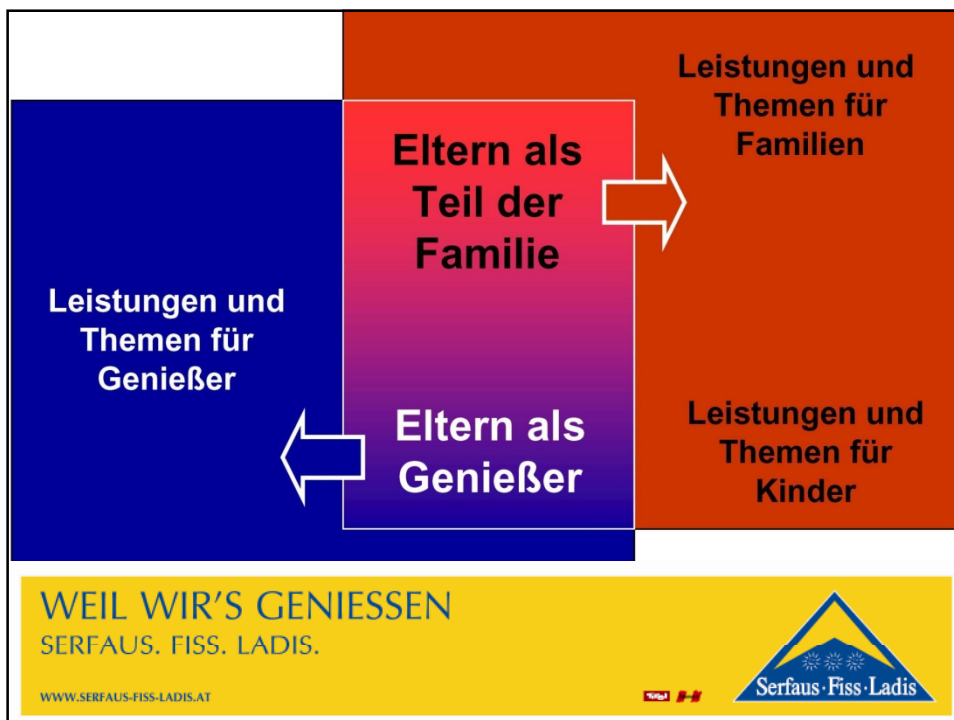 Leistungen und
Themen für
Familien
Eltern als
Teil der
Familie
Leistungen und
Themen für
Genießer
Eltern als
Genießer
Leistungen und
Themen für
Kinder
WEIL WIR'S GENIESSEN
SERFAUS. FISS. LADIS.
WWW.SERFAUS-FISS-LADIS.AT
Tirol
Serfaus·Fiss·Ladis